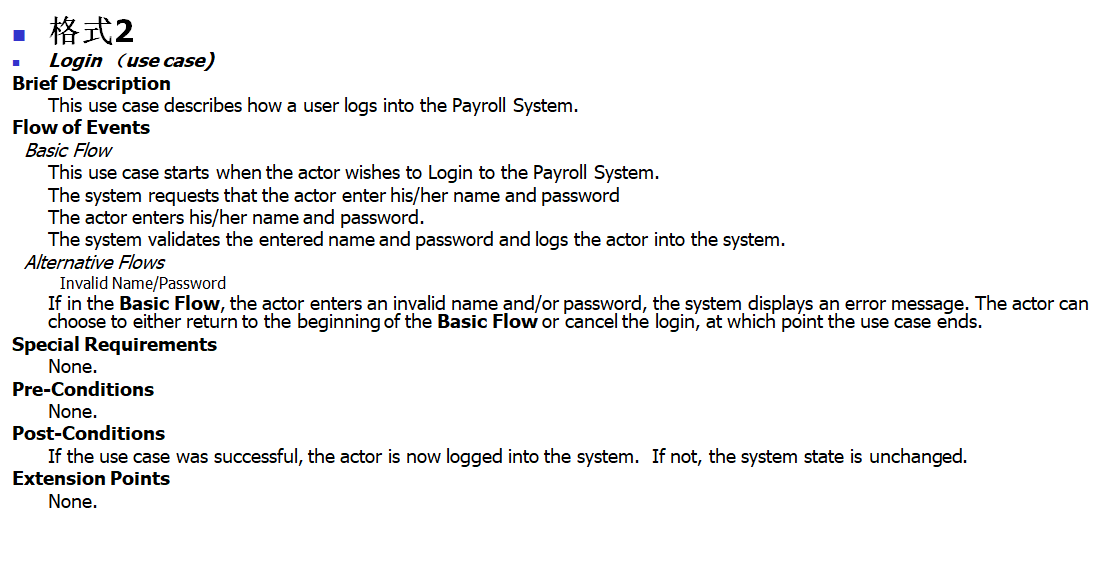 格式2
Login （use case)
Brief Description
This use case describes how a user logs into the Payroll System.
Flow of Events
Basic Flow
This use case starts when the actor wishes to Login to the Payroll System.
The system requests that the actor enter his/her name and password
The actor enters his/her name and password.
The system validates the entered name and password and logs the actor into the system.
Alternative Flows
Invalid Name/Password
If in the Basic Flow, the actor enters an invalid name and/or password, the system displays an error message. The actor can
choose to either return to the beginning of the Basic Flow or cancel the login, at which point the use case ends.
Special Requirements
None.
Pre-Conditions
None.
Post-Conditions
If the use case was successful, the actor is now logged into the system.  If not, the system state is unchanged.
Extension Points
None.